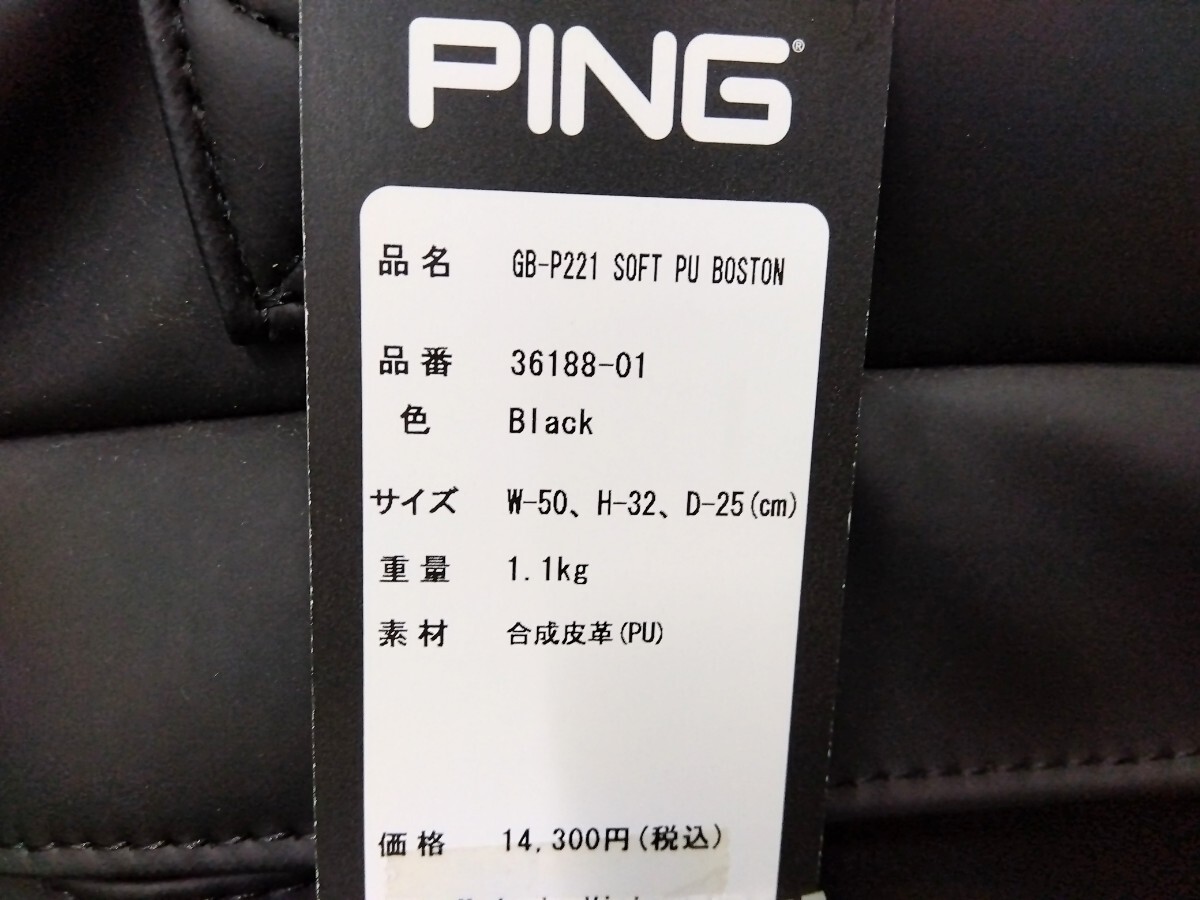 PING®
品名 GB-P221 SOFT PU BOSTON
品番 36188-01
色 Black
サイズ W-50、H-32、D-25(cm)
重量 1.1kg
素材 合成皮革(PU)
価格 14,300円(税込)